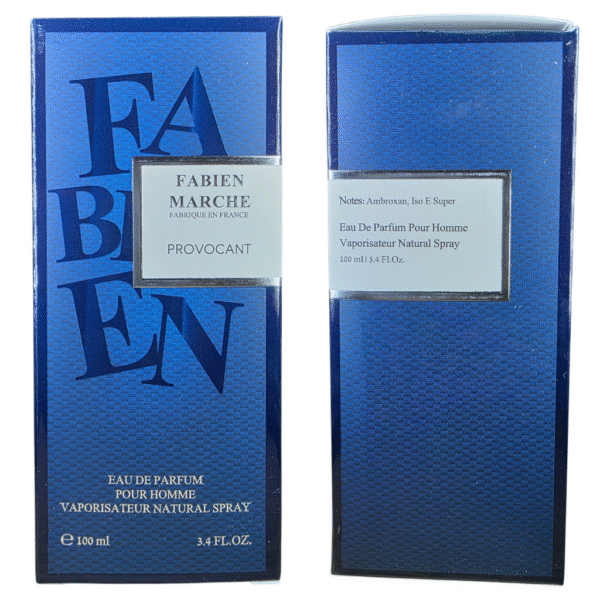 FA
BI
EN
FABIEN
MARCHE
FABRIQUE EN FRANCE
PROVOCANT
EAU DE PARFUM
POUR HOMME
VAPORISATEUR NATURAL SPRAY
℮ 100 ml 3.4 FL.OZ.
Notes: Ambroxan, Iso E Super
Eau De Parfum Pour Homme
Vaporisateur Natural Spray
100 ml / 3.4 Fl.Oz.